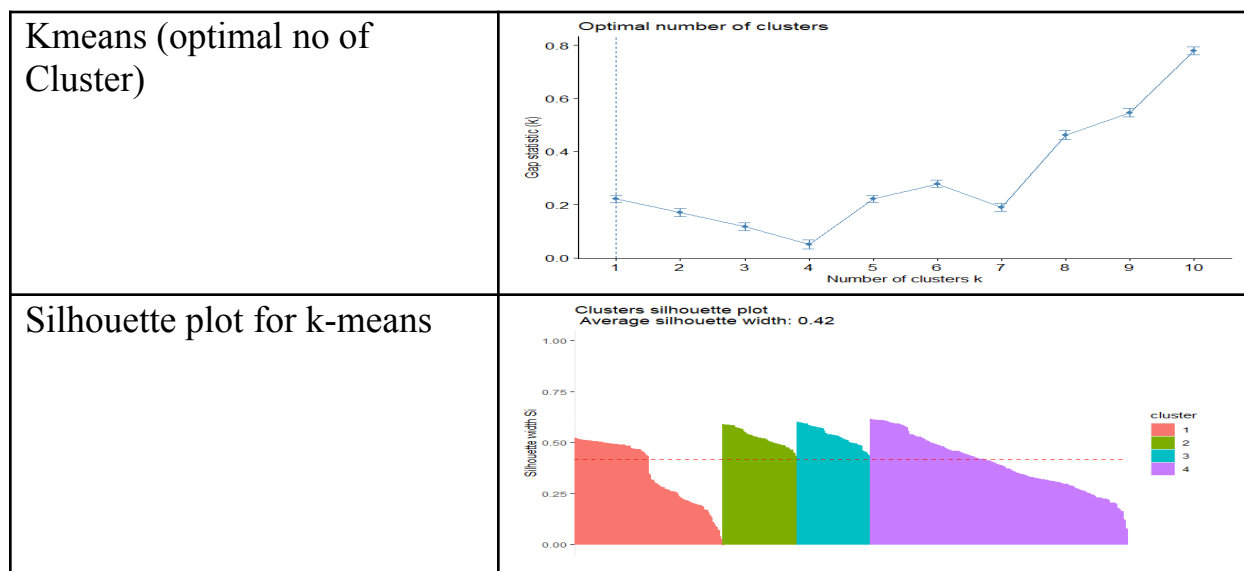 Kmeans (optimal no of
Cluster)
Optimal number of clusters
Gap statistic (k)
0.8
0.6
0.4
0.2
0.0
1 2 3 4 5 6 7 8 9 10
Number of clusters k
Silhouette plot for k-means
Clusters silhouette plot
Average silhouette width: 0.42
Silhouette width Si
1.00
0.75
0.50
0.25
0.00
cluster
1
2
3
4